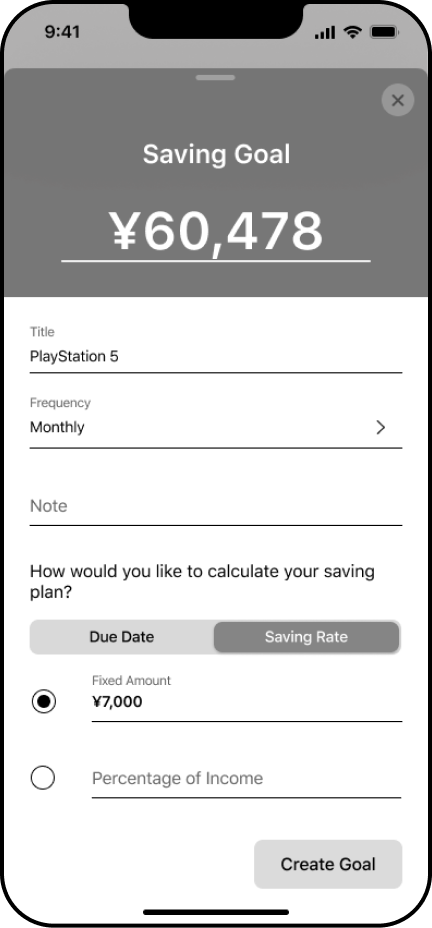 9:41
Saving Goal
¥60,478
Title
PlayStation 5
Frequency
Monthly
Note
How would you like to calculate your saving
plan?
Due Date Saving Rate
Fixed Amount
¥7,000
Percentage of Income
Create Goal